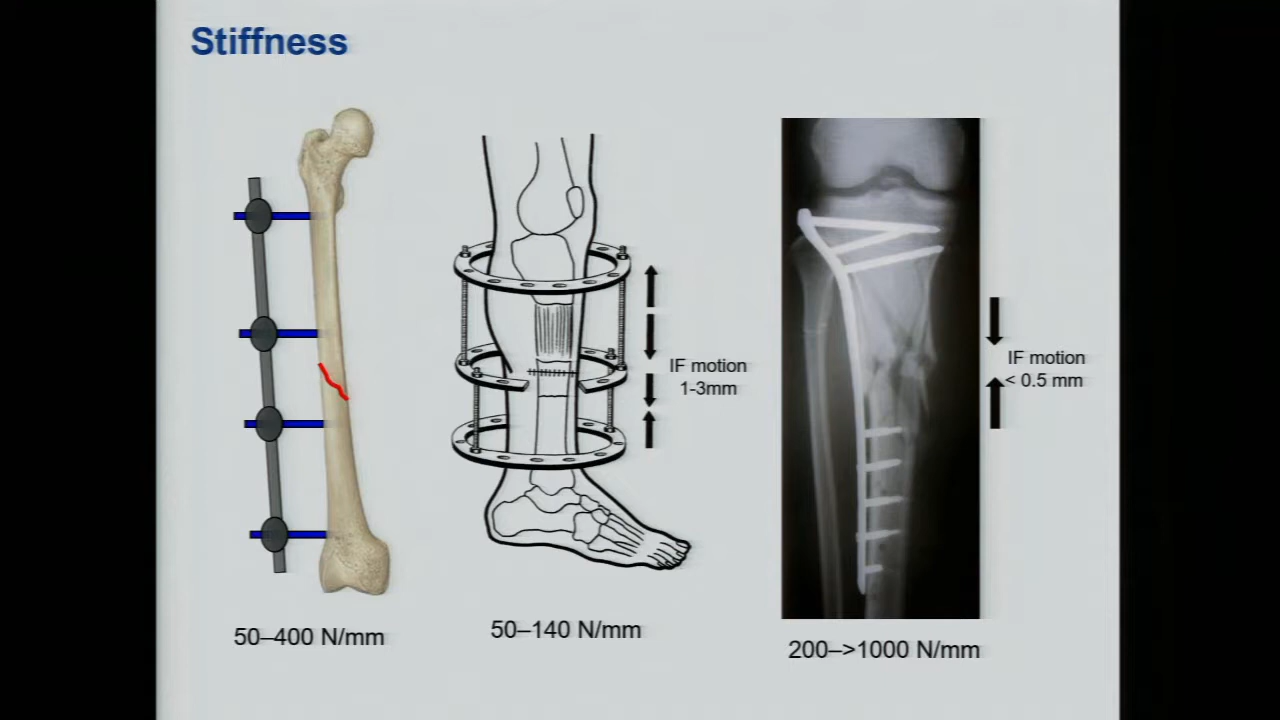 Stiffness
IF motion
1-3mm
IF motion
< 0.5 mm
50–400 N/mm
50–140 N/mm
200–>1000 N/mm